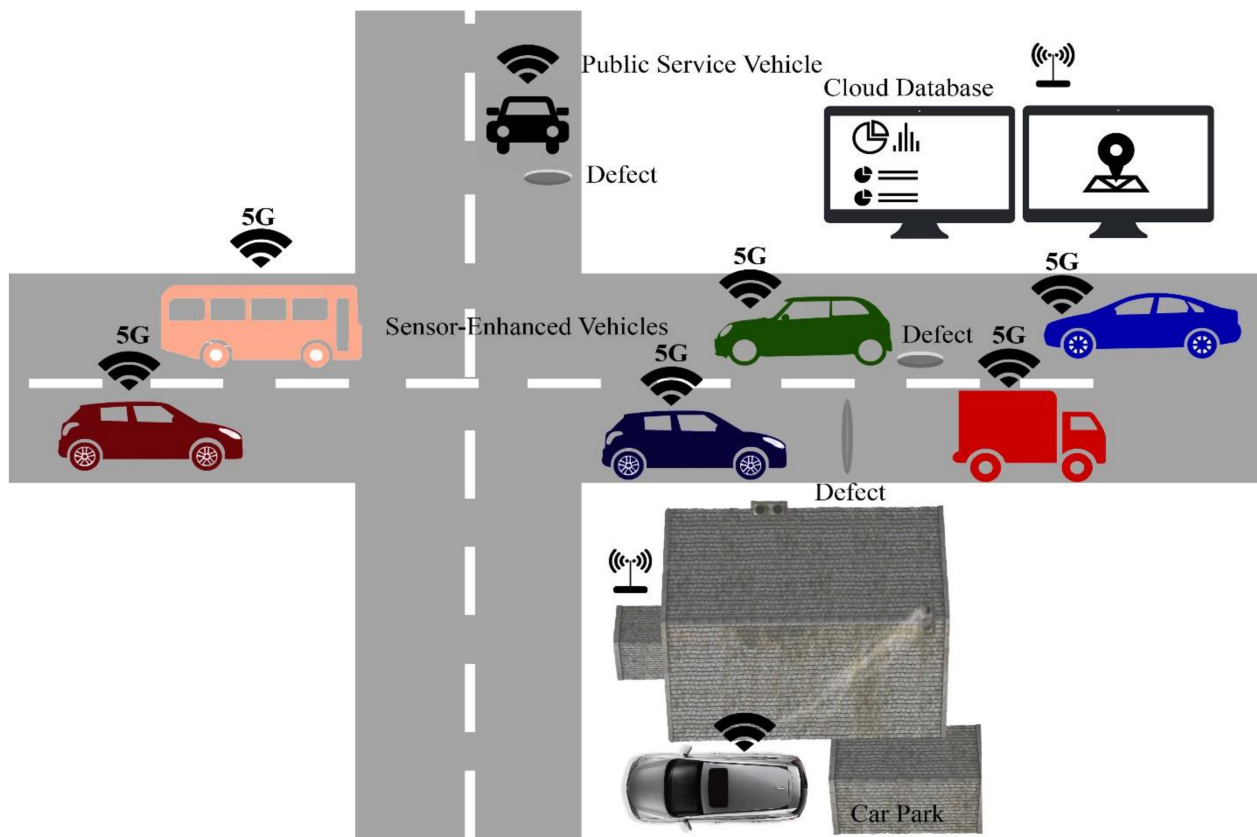 Public Service Vehicle
Cloud Database
Defect
5G
5G
5G
Sensor-Enhanced Vehicles
Defect
5G
5G
5G
Defect
Car Park